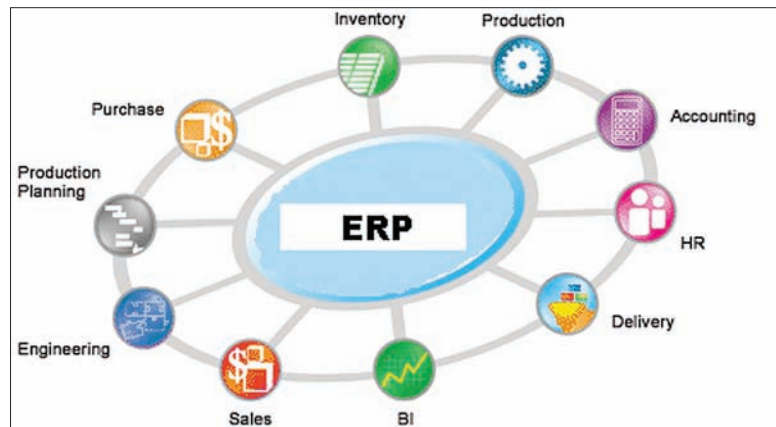 Inventory
Production
Purchase
Accounting
Production
Planning
ERP
HR
Delivery
Engineering
Sales
BI